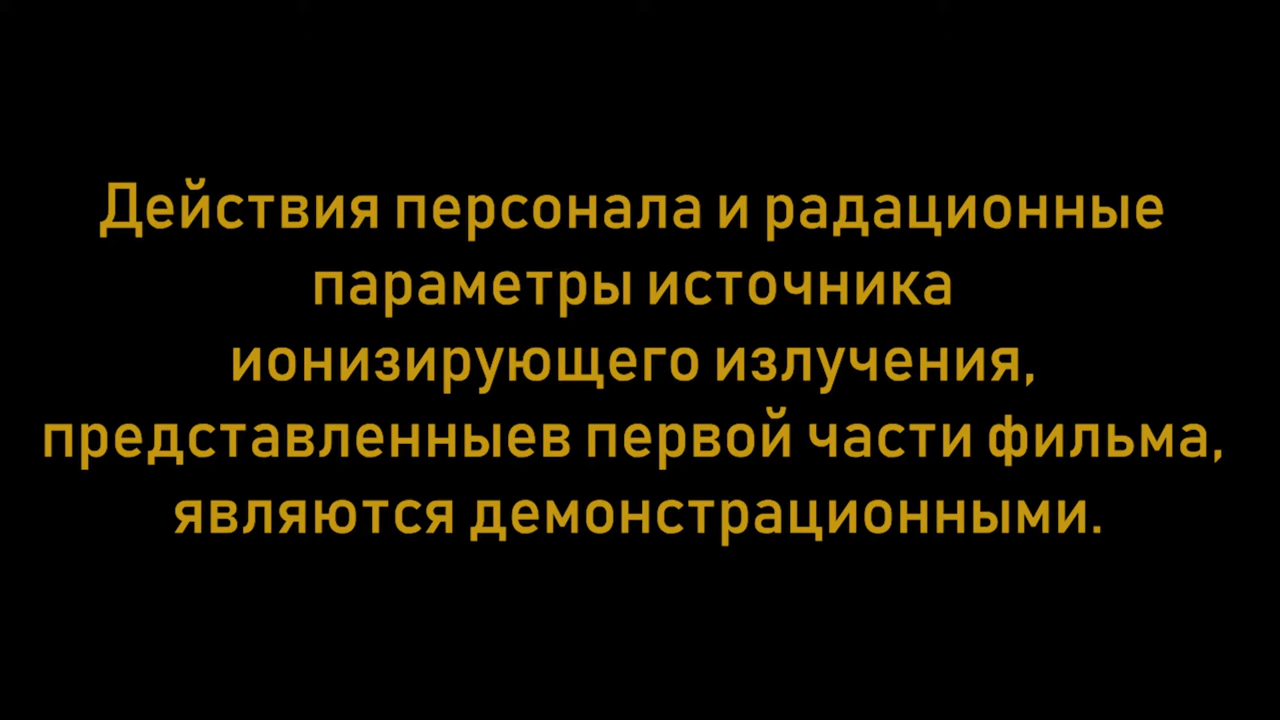 Действия персонала и радационные
параметры источника
ионизирующего излучения,
представленныев первой части фильма,
являются демонстрационными.